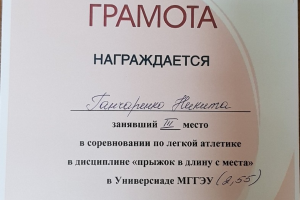 ГРАМОТА
НАГРАЖДАЕТСЯ
Гончаренко Никита
занявший III место
в соревновании по легкой атлетике
в дисциплине «прыжок в длину с места»
в Универсиаде МГГЭУ (2,55)